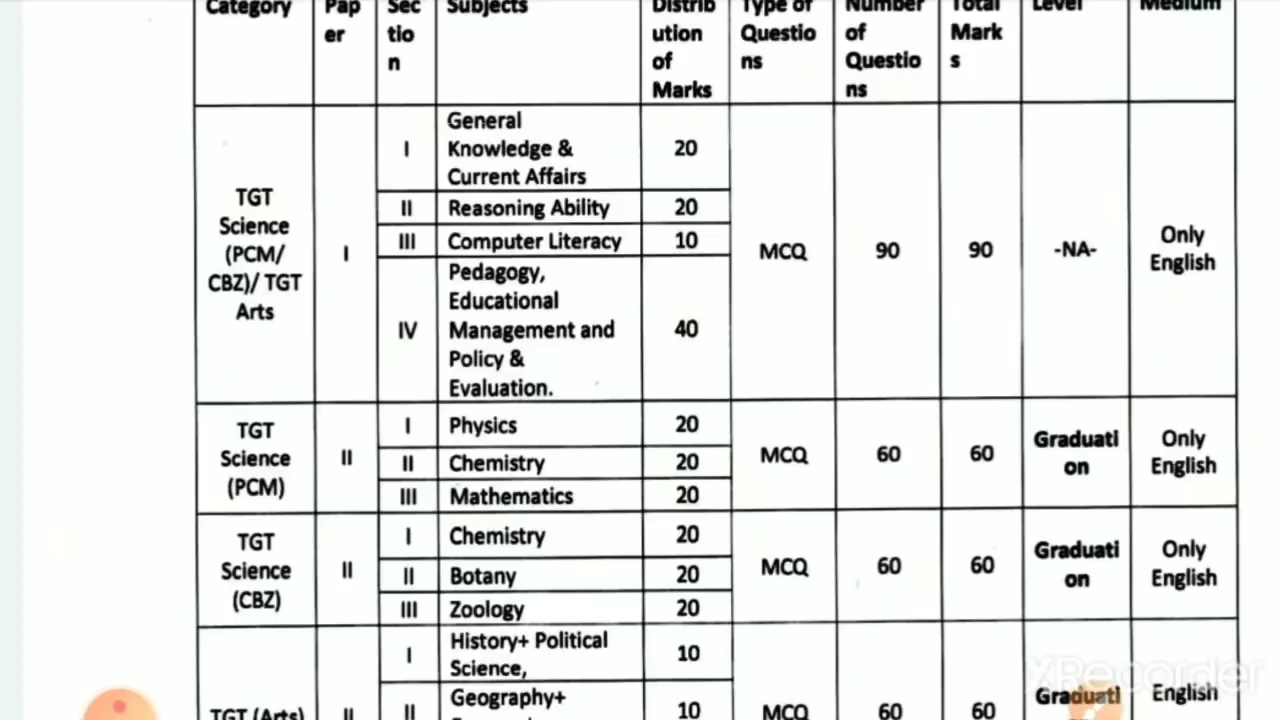 Category
Pap
er
Sec
tio
n
Subjects
Distrib
ution
of
Marks
Type of
Questio
ns
Number
of
Questio
ns
Total
Mark
s
Level
Medium
TGT
Science
(PCM/
CBZ)/ TGT
Arts
I
I
General
Knowledge &
Current Affairs
20
II
Reasoning Ability
20
III
Computer Literacy
10
IV
Pedagogy,
Educational
Management and
Policy &
Evaluation.
40
MCQ
90
90
-NA-
Only
English
TGT
Science
(PCM)
II
I
Physics
20
II
Chemistry
20
III
Mathematics
20
MCQ
60
60
Graduati
on
Only
English
TGT
Science
(CBZ)
II
I
Chemistry
20
II
Botany
20
III
Zoology
20
MCQ
60
60
Graduati
on
Only
English
TGT (Arts)
II
I
History+ Political
Science,
10
II
Geography+
10
MCQ
60
60
Graduati
English
XRecorder